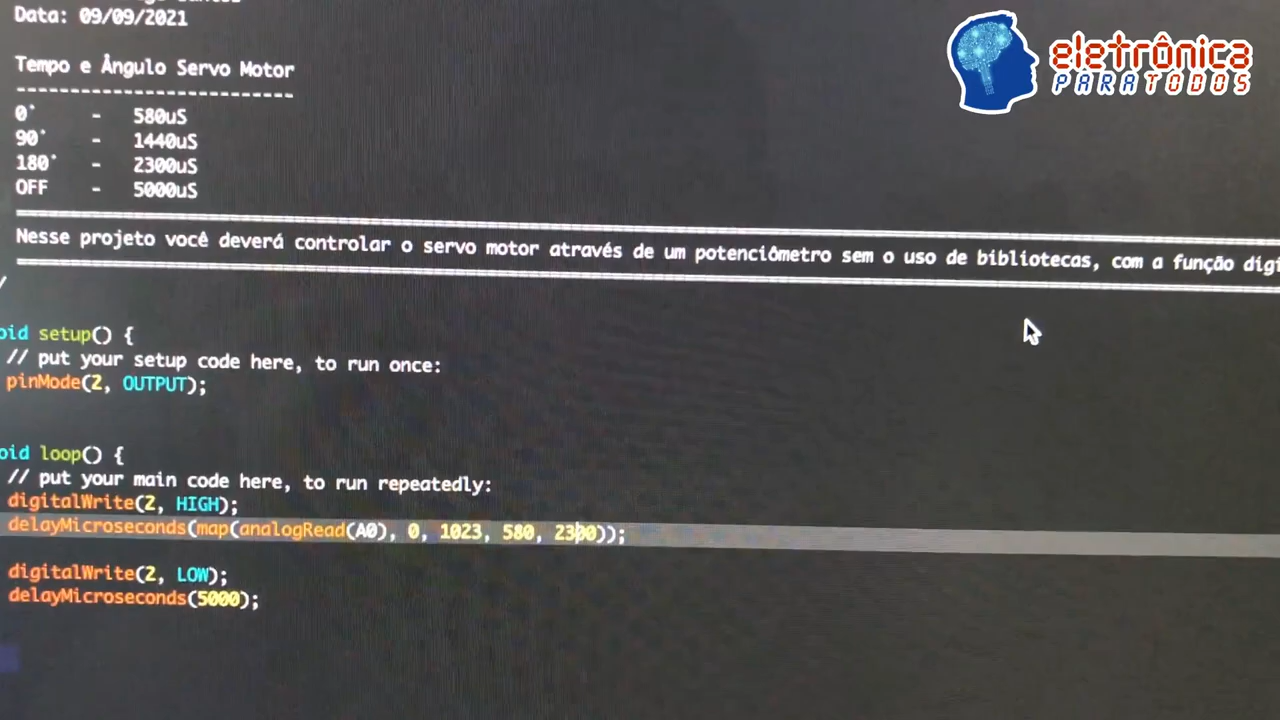 Data: 09/09/2021
Tempo e Ângulo Servo Motor
-------------------------
0° - 580uS
90° - 1440uS
180° - 2300uS
OFF - 5000uS
Nesse projeto você deverá controlar o servo motor através de um potenciômetro sem o uso de bibliotecas, com a função digi
/
oid setup() {
// put your setup code here, to run once:
pinMode(2, OUTPUT);
oid loop() {
// put your main code here, to run repeatedly:
digitalWrite(2, HIGH);
delayMicroseconds(map(analogRead(A0), 0, 1023, 580, 2300));
digitalWrite(2, LOW);
delayMicroseconds(5000);
eletrônica
PARATODOS